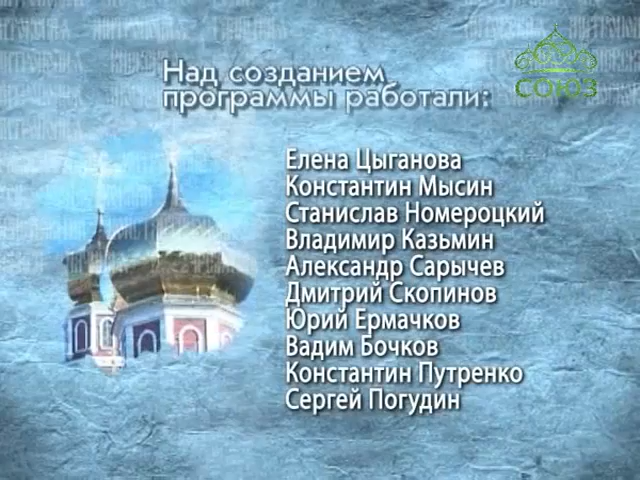 Над созданием
программы работали:
СОЮЗ
Елена Цыганова
Константин Мысин
Станислав Номероцкий
Владимир Казьмин
Александр Сарычев
Дмитрий Скопинов
Юрий Ермачков
Вадим Бочков
Константин Путренко
Сергей Погудин